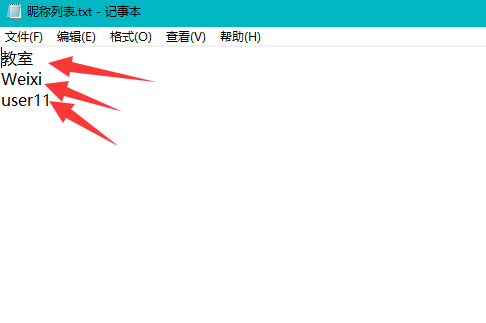 昵称列表.txt - 记事本
文件(F) 编辑(E) 格式(O) 查看(V) 帮助(H)
教室
Weixi
user11